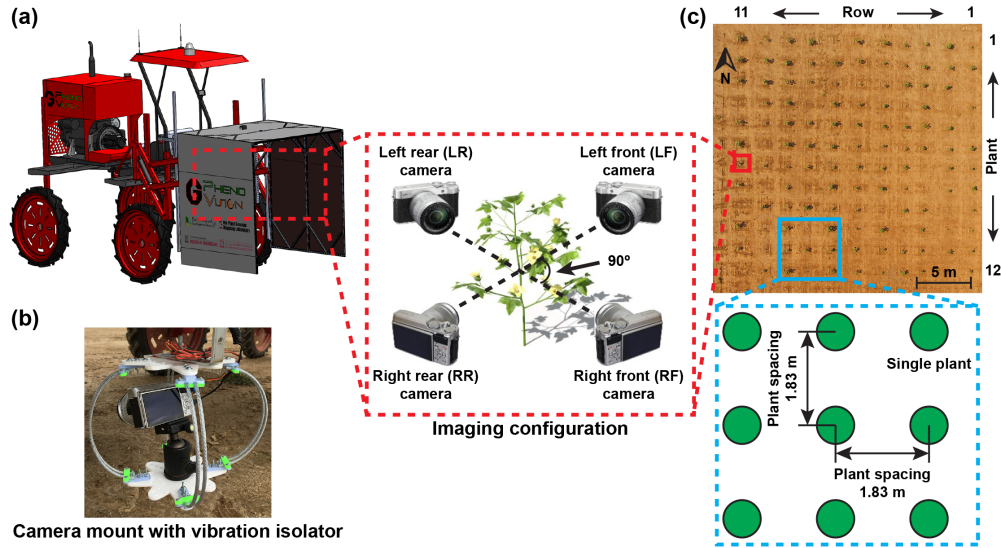 (a)
G PHENO
VISION
Left rear (LR)
camera
Left front (LF)
camera
90º
Right rear (RR)
camera
Right front (RF)
camera
Imaging configuration
(b)
Camera mount with vibration isolator
(c)
11
Row
1
N
1
Plant
12
5 m
Plant spacing
1.83 m
Single plant
Plant spacing
1.83 m